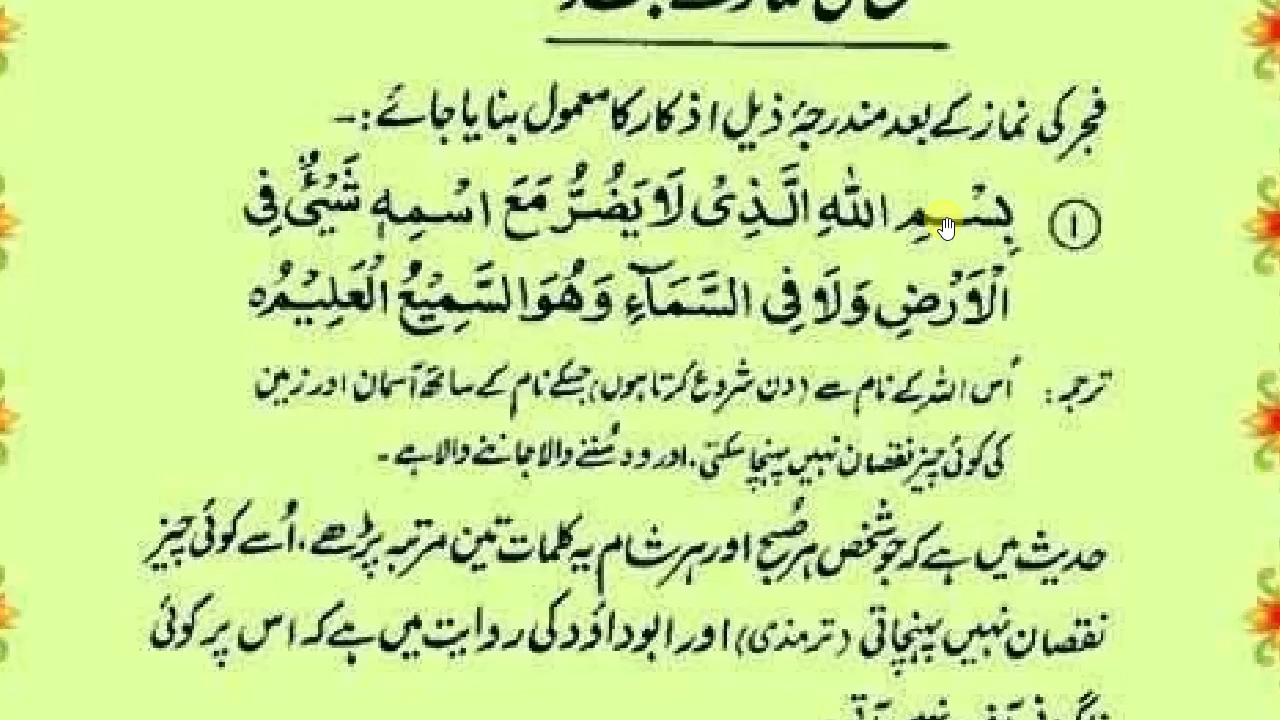 فجر کی نماز کے بعد مندرجۂ ذیل اذکار کا معمول بنایا جائے :-
① بِسْمِ اللّٰهِ الَّذِیْ لَا یَضُرُّ مَعَ اسْمِهٖ شَیْئٌ فِی
الْاَرْضِ وَلَا فِی السَّمَآءِ وَهُوَ السَّمِیْعُ الْعَلِیْمُ ہ
ترجمہ : اُس اللہ کے نام سے (دن شروع کرتا ہوں) جسکے نام کے ساتھ آسمان اور زمین
کی کوئی چیز نقصان نہیں پہنچا سکتی، اور وہ سُننے والا جاننے والا ہے -
حدیث میں ہے کہ جو شخص ہر صُبح اور ہر شام یہ کلمات تین مرتبہ پڑھے، اُسے کوئی چیز
نقصان نہیں پہنچاتی (ترمذی) اور ابوداؤد کی روایت میں ہے کہ اس پر کوئی